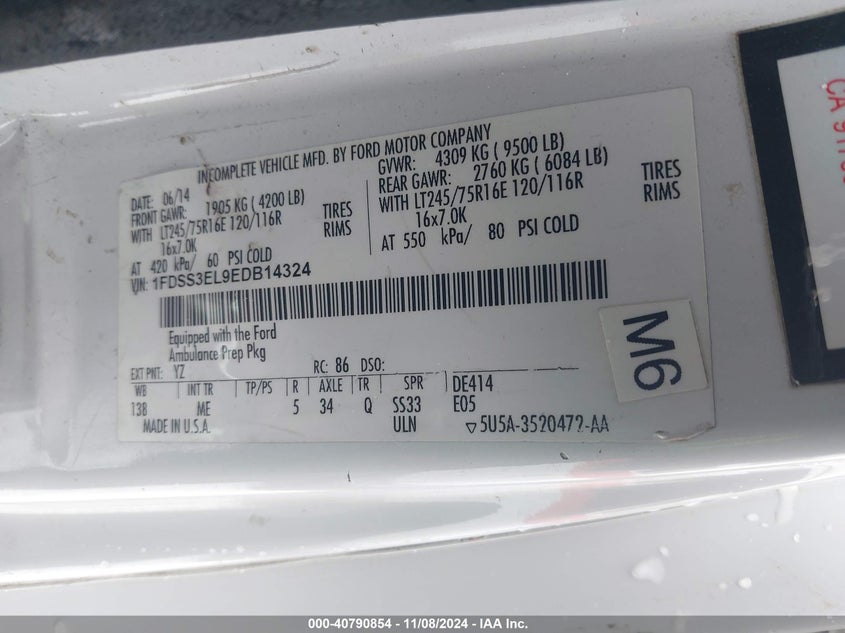 INCOMPLETE VEHICLE MFD. BY FORD MOTOR COMPANY
DATE: 06/14
GVWR: 4309 KG ( 9500 LB)
FRONT GAWR: 1905 KG ( 4200 LB)
REAR GAWR: 2760 KG ( 6084 LB)
WITH LT245/75R16E 120/116R TIRES
WITH LT245/75R16E 120/116R TIRES
16x7.0K RIMS
16x7.0K RIMS
AT 420 kPa/ 60 PSI COLD
AT 550 kPa/ 80 PSI COLD
VIN: 1FDSS3EL9EDB14324
Equipped with the Ford
Ambulance Prep Pkg
M6
EXT PNT: YZ RC: 86 DSO:
WB INT TR TP/PS R AXLE TR SPR DE414
138 ME 5 34 Q SS33 E05
MADE IN U.S.A. ULN ▽5U5A-3520472-AA
000-40790854 - 11/08/2024 - IAA Inc.